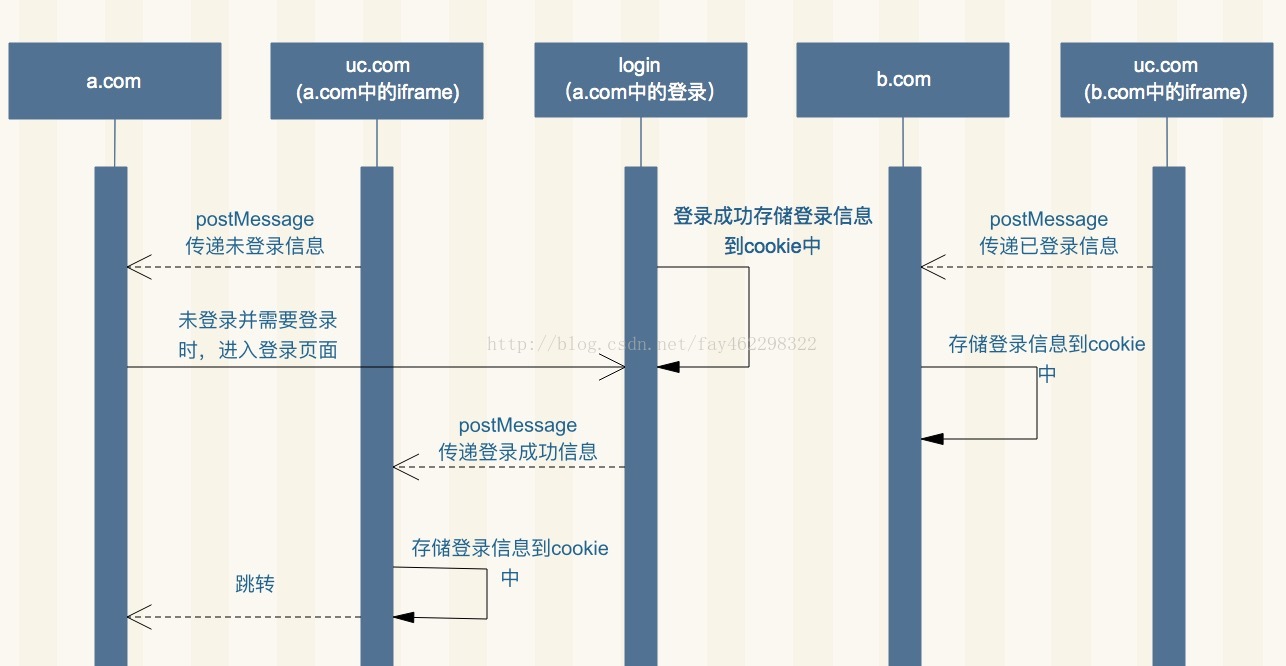 a.com
uc.com
(a.com中的iframe)
login
（a.com中的登录）
b.com
uc.com
(b.com中的iframe)
postMessage
传递未登录信息
登录成功存储登录信息
到cookie中
postMessage
传递已登录信息
未登录并需要登录
时，进入登录页面
http://blog.csdn.net/fay462298322
存储登录信息到cookie
中
postMessage
传递登录成功信息
存储登录信息到cookie
中
跳转